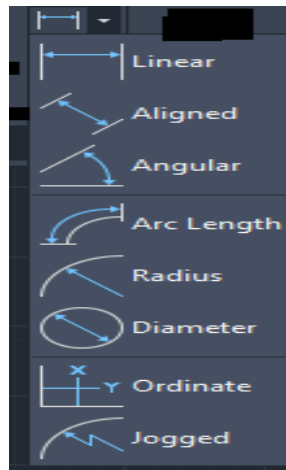 Linear
Aligned
Angular
Arc Length
Radius
Diameter
X
Y
Ordinate
Jogged